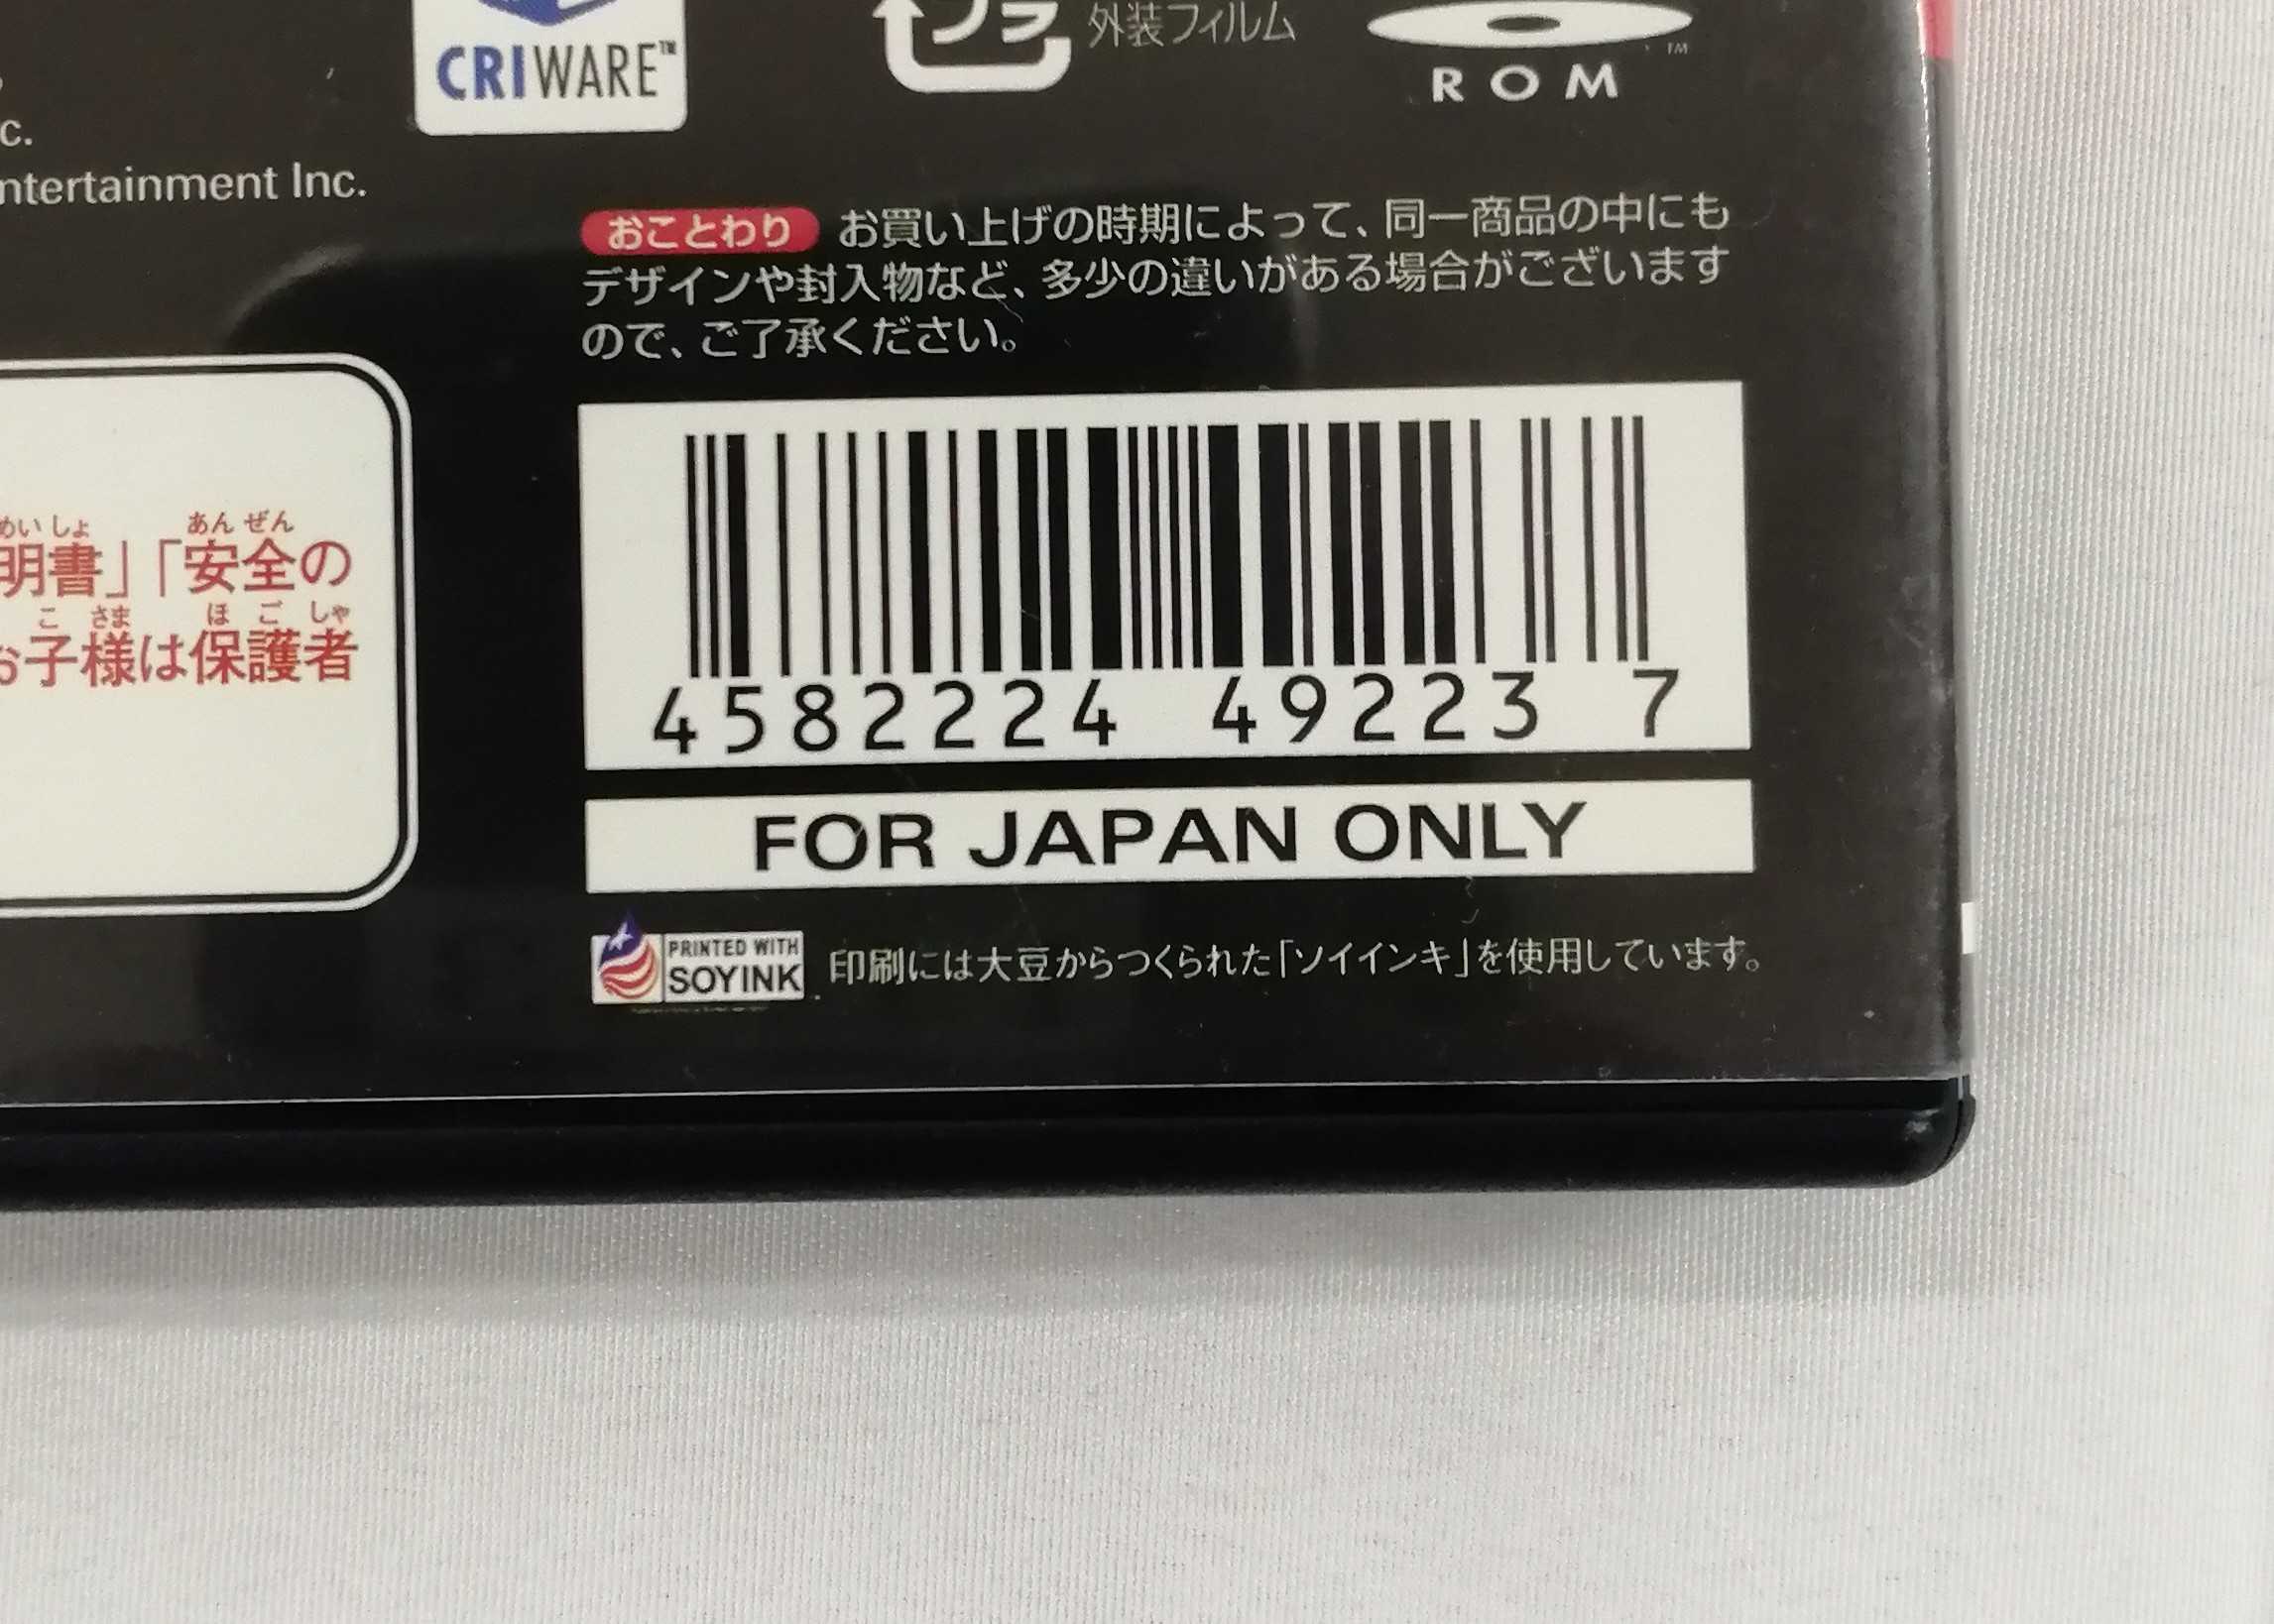 CRIWARE™
プラ
外装フィルム
ROM
™
c.
ntertainment Inc.
おことわり お買い上げの時期によって、同一商品の中にも
デザインや封入物など、多少の違いがある場合がございます
ので、ご了承ください。
めいしょ あんぜん
明書」「安全の
こ さま ほ ご しゃ
お子様は保護者
4582224 49223 7
FOR JAPAN ONLY
PRINTED WITH
SOYINK
印刷には大豆からつくられた「ソイインキ」を使用しています。